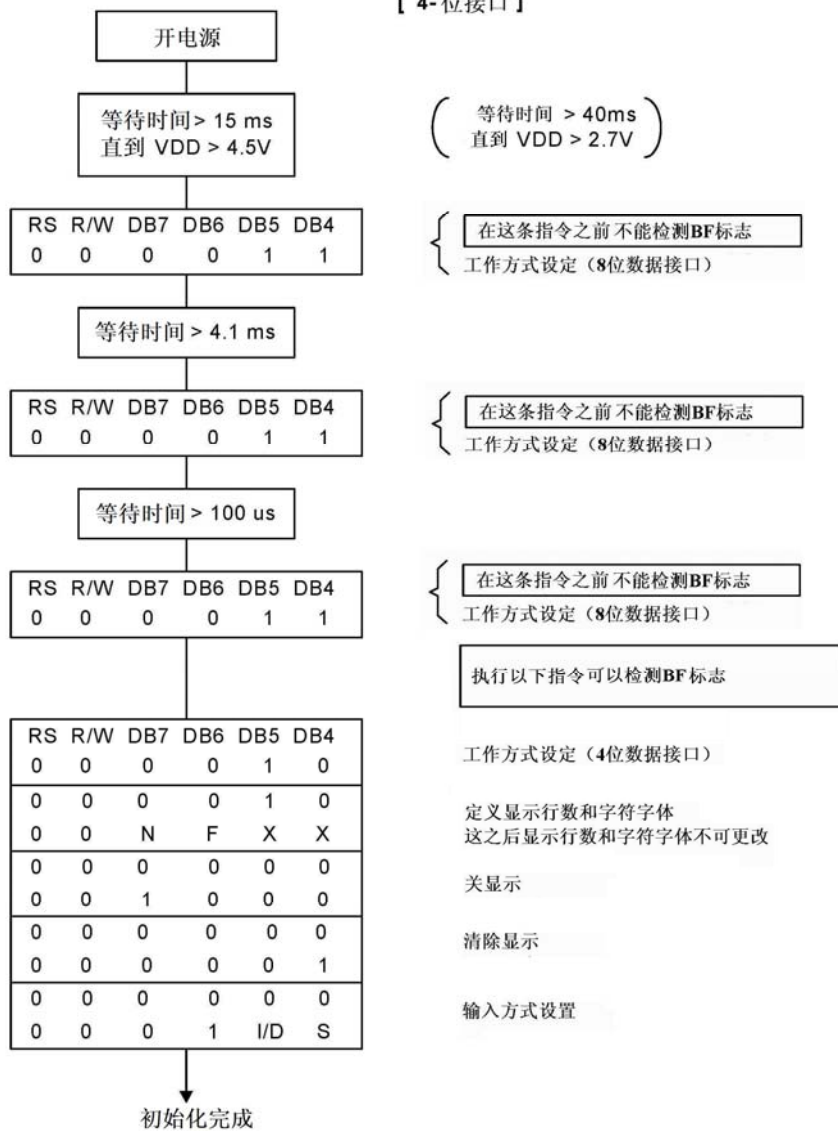 [ 4-位接口 ]
开电源
等待时间> 15 ms
直到 VDD > 4.5V
等待时间 > 40ms
直到 VDD > 2.7V
RS R/W DB7 DB6 DB5 DB4
0 0 0 0 1 1
在这条指令之前不能检测BF标志
工作方式设定（8位数据接口）
等待时间 > 4.1 ms
RS R/W DB7 DB6 DB5 DB4
0 0 0 0 1 1
在这条指令之前不能检测BF标志
工作方式设定（8位数据接口）
等待时间 > 100 us
RS R/W DB7 DB6 DB5 DB4
0 0 0 0 1 1
在这条指令之前不能检测BF标志
工作方式设定（8位数据接口）
执行以下指令可以检测BF标志
RS R/W DB7 DB6 DB5 DB4
0 0 0 0 1 0
工作方式设定（4位数据接口）
0 0 0 0 1 0
0 0 N F X X
定义显示行数和字符字体
这之后显示行数和字符字体不可更改
0 0 0 0 0 0
0 0 1 0 0 0
关显示
0 0 0 0 0 0
0 0 0 0 0 1
清除显示
0 0 0 0 0 0
0 0 0 1 I/D S
输入方式设置
初始化完成